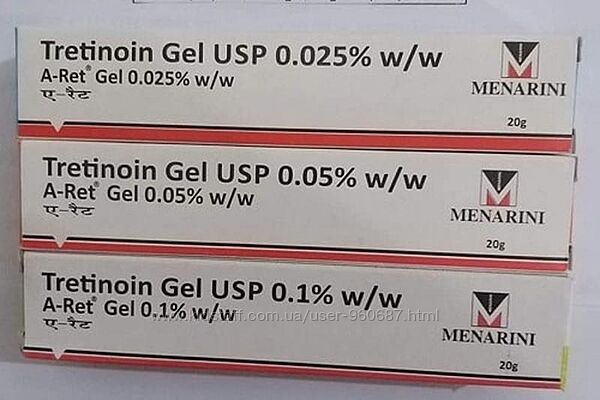 Tretinoin Gel USP 0.025% w/w
A-Ret® Gel 0.025% w/w
ए-रैट
MENARINI
20g
Tretinoin Gel USP 0.05% w/w
A-Ret® Gel 0.05% w/w
ए-रैट
MENARINI
20g
Tretinoin Gel USP 0.1% w/w
A-Ret® Gel 0.1% w/w
ए-रैट
MENARINI
20g